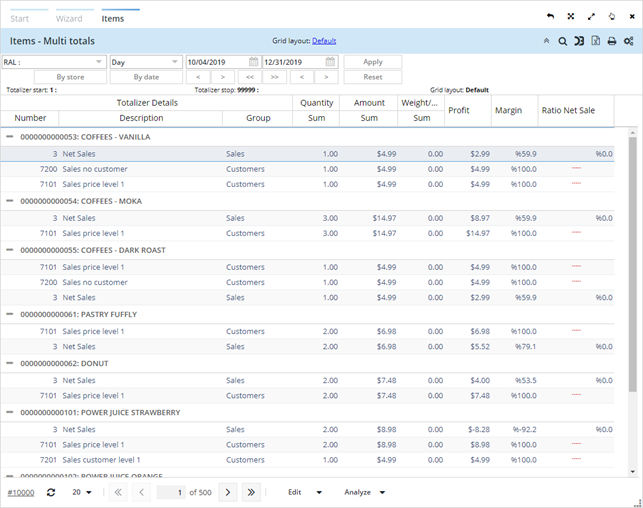 Start Wizard Items
Items - Multi totals Grid layout: Default
RAL : Day 10/04/2019 12/31/2019 Apply
By store By date < > << >> < > Reset
Totalizer start: 1 : Totalizer stop: 99999 : Grid layout: Default
Totalizer Details Quantity Amount Weight/... Profit Margin Ratio Net Sale
Number Description Group Sum Sum Sum
0000000000053: COFFEES - VANILLA
3 Net Sales Sales 1.00 $4.99 0.00 $2.99 %59.9 %0.0
7200 Sales no customer Customers 1.00 $4.99 0.00 $4.99 %100.0 ----
7101 Sales price level 1 Customers 1.00 $4.99 0.00 $4.99 %100.0 ----
0000000000054: COFFEES - MOKA
3 Net Sales Sales 3.00 $14.97 0.00 $8.97 %59.9 %0.0
7101 Sales price level 1 Customers 3.00 $14.97 0.00 $14.97 %100.0 ----
0000000000055: COFFEES - DARK ROAST
7101 Sales price level 1 Customers 1.00 $4.99 0.00 $4.99 %100.0 ----
7200 Sales no customer Customers 1.00 $4.99 0.00 $4.99 %100.0 ----
3 Net Sales Sales 1.00 $4.99 0.00 $2.99 %59.9 %0.0
0000000000061: PASTRY FUFFLY
7101 Sales price level 1 Customers 2.00 $6.98 0.00 $6.98 %100.0 ----
3 Net Sales Sales 2.00 $6.98 0.00 $5.52 %79.1 %0.0
0000000000062: DONUT
3 Net Sales Sales 2.00 $7.48 0.00 $4.00 %53.5 %0.0
7101 Sales price level 1 Customers 2.00 $7.48 0.00 $7.48 %100.0 ----
0000000000101: POWER JUICE STRAWBERRY
3 Net Sales Sales 2.00 $8.98 0.00 $-8.28 %-92.2 %0.0
7101 Sales price level 1 Customers 2.00 $8.98 0.00 $8.98 %100.0 ----
7201 Sales customer level 1 Customers 1.00 $4.99 0.00 $4.99 %100.0 ----
0000000000102: POWER JUICE ORANGE
#10000 20 1 of 500 Edit Analyze